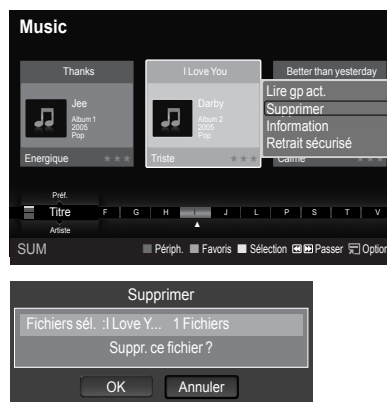 Music
Thanks
I Love You
Better than yesterday
Jee
Album 1
2005
Pop
Darby
Album 2
2005
Pop
Lire gp act.
Supprimer
Information
Retrait sécurisé
Energique
Triste
Calme
Préf.
Titre F G H I J L P S T V
Artiste
SUM Périph. Favoris Sélection Passer Option
Supprimer
Fichiers sél. :I Love Y... 1 Fichiers
Suppr. ce fichier ?
OK Annuler